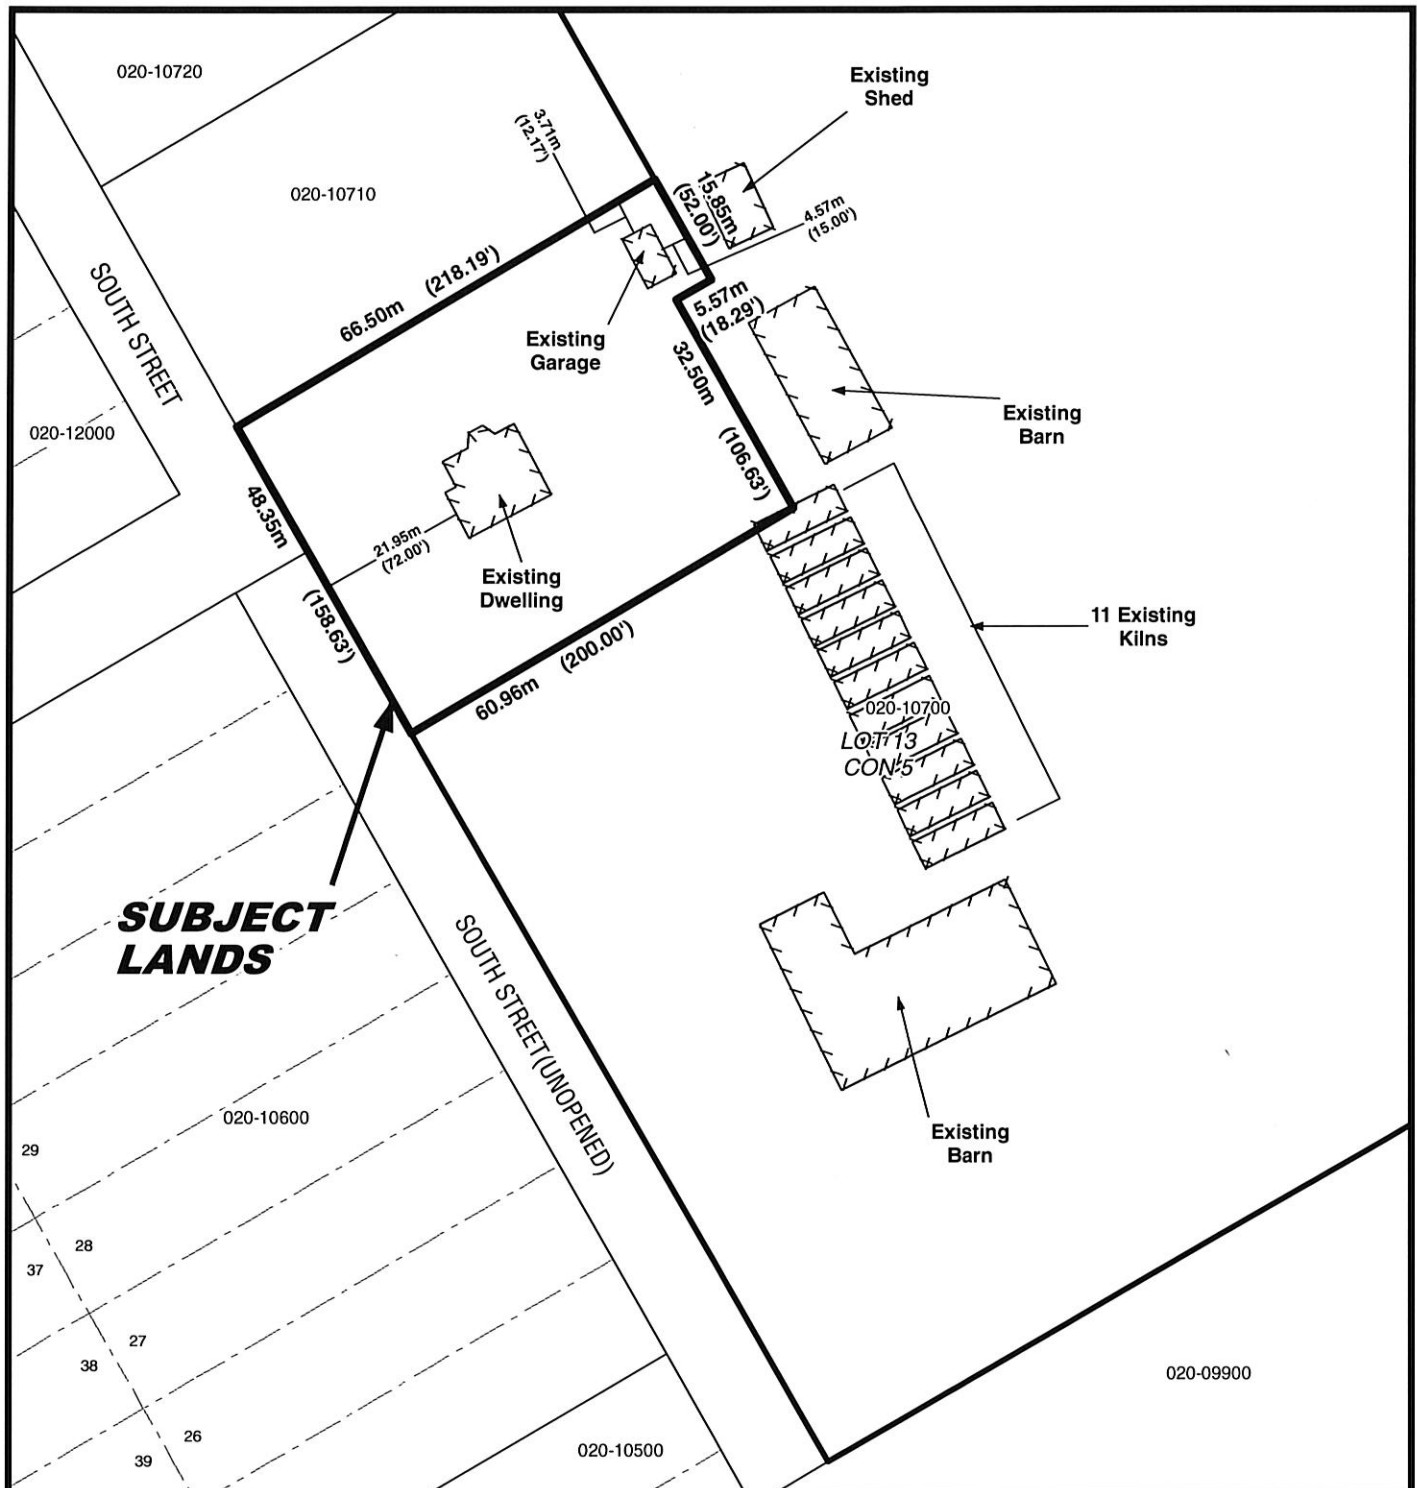 020-10720
Existing
Shed
3.71m
(12.17')
020-10710
15.85m
(52.00')
4.57m
(15.00')
SOUTH STREET
66.50m (218.19')
5.57m
(18.29')
Existing
Garage
32.50m (106.63')
Existing
Barn
020-12000
48.35m (158.63')
21.95m
(72.00')
Existing
Dwelling
60.96m (200.00')
11 Existing
Kilns
020-10700
LOT 13
CON 5
SUBJECT
LANDS
SOUTH STREET(UNOPENED)
020-10600
Existing
Barn
29
28
37
27
38
26
39
020-10500
020-09900